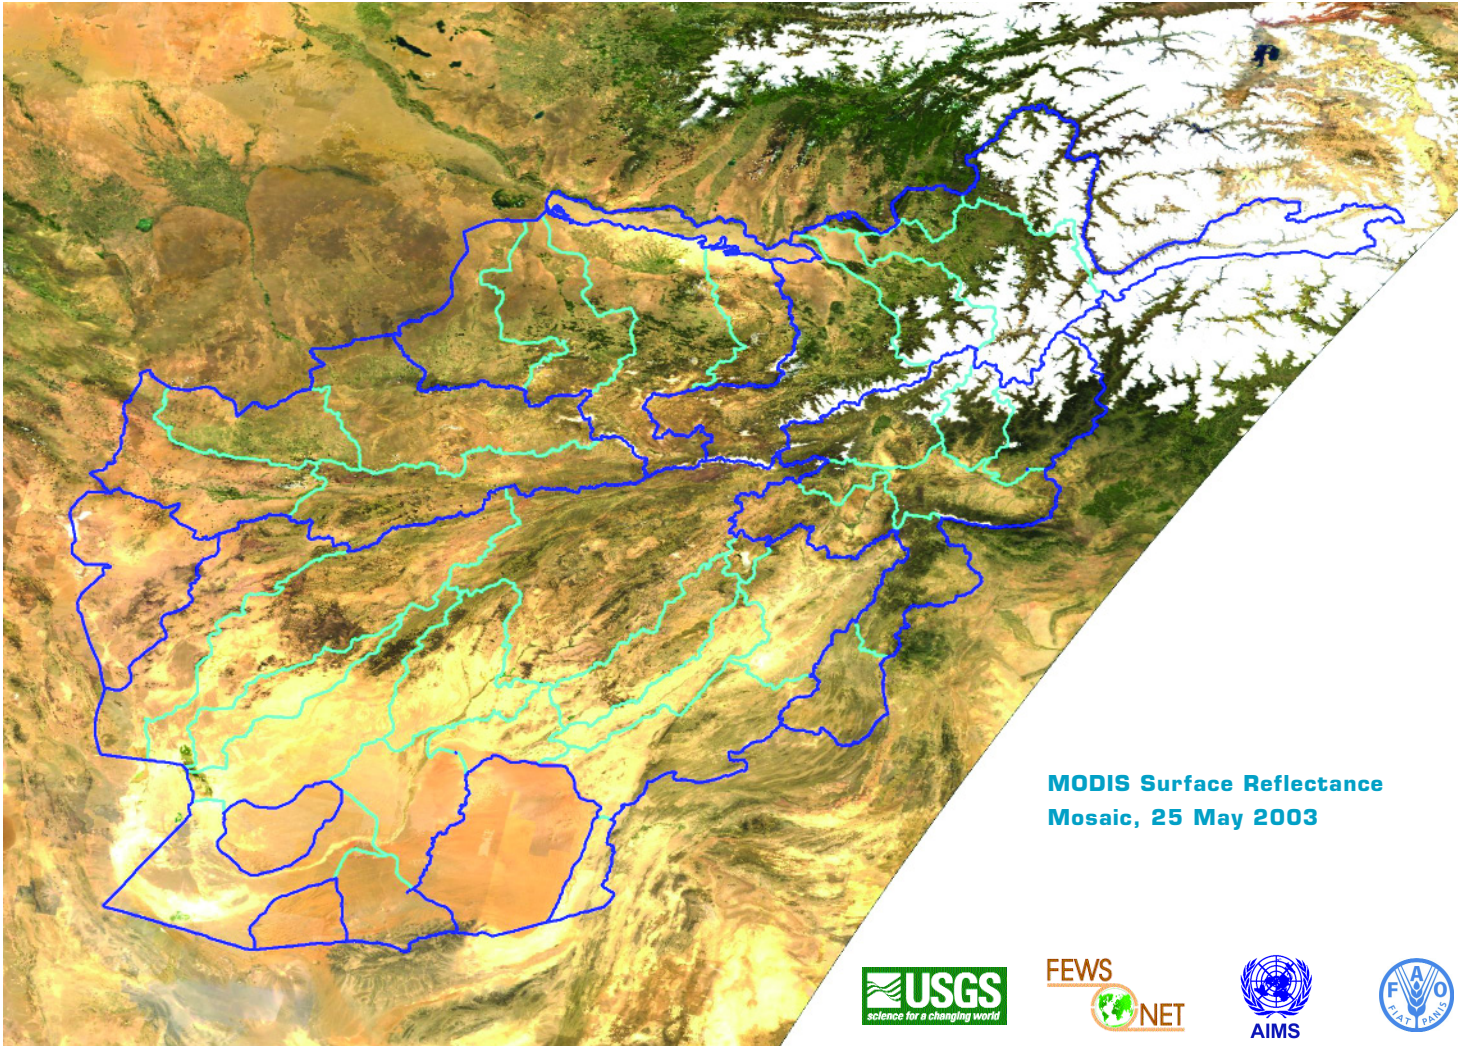 MODIS Surface Reflectance
Mosaic, 25 May 2003
USGS
science for a changing world
FEWS
NET
AIMS
F A O
FIAT PANIS